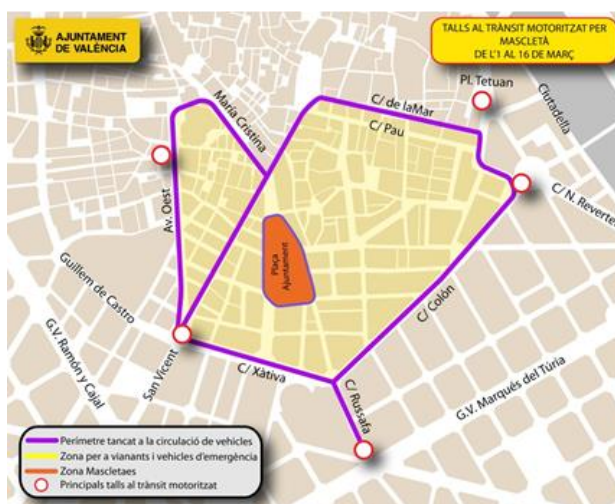 AJUNTAMENT
DE VALÈNCIA
TALLS AL TRÀNSIT MOTORITZAT PER
MASCLETÀ
DE L'1 AL 16 DE MARÇ
Pl. Tetuan
Ciutadella
C/ de laMar
C/ Pau
Maria Cristina
C/ N. Reverter
Av. Oest
Plaça
Ajuntament
Guillem de Castro
G.V. Ramón y Cajal
San Vicent
C/ Xàtiva
C/ Colón
C/ Russafa
G.V. Marqués del Túria
Perímetre tancat a la circulació de vehicles
Zona per a vianants i vehicles d'emergència
Zona Mascletaes
Principals talls al trànsit motoritzat